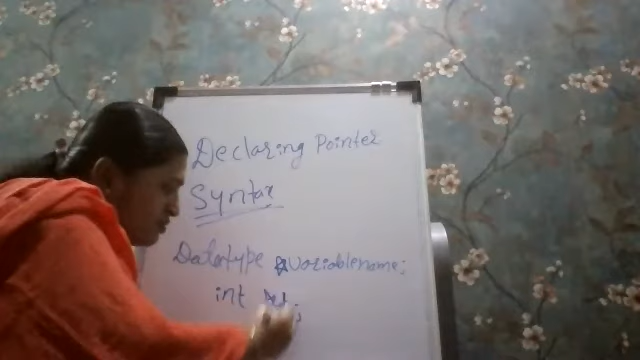 Declaring Pointer
Syntax
Datatype *variablename;
int